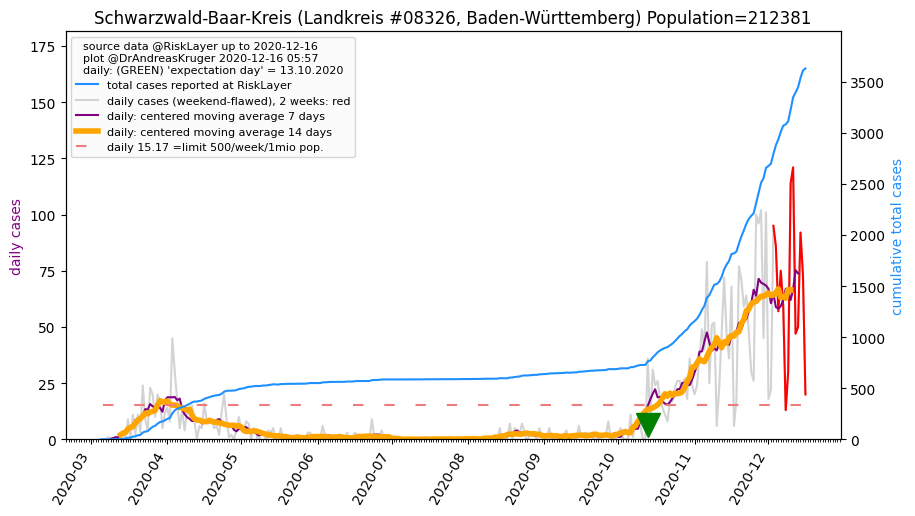 Schwarzwald-Baar-Kreis (Landkreis #08326, Baden-Württemberg) Population=212381
source data @RiskLayer up to 2020-12-16
plot @DrAndreasKruger 2020-12-16 05:57
daily: (GREEN) 'expectation day' = 13.10.2020
total cases reported at RiskLayer
daily cases (weekend-flawed), 2 weeks: red
daily: centered moving average 7 days
daily: centered moving average 14 days
daily 15.17 =limit 500/week/1mio pop.
daily cases
175
150
125
100
75
50
25
0
cumulative total cases
3500
3000
2500
2000
1500
1000
500
0
2020-03
2020-04
2020-05
2020-06
2020-07
2020-08
2020-09
2020-10
2020-11
2020-12